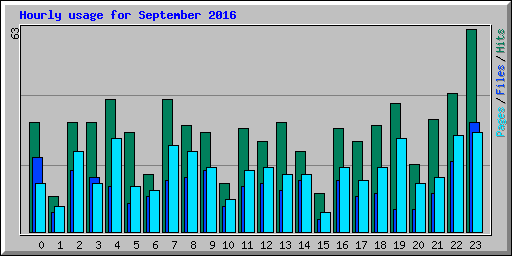 Hourly usage for September 2016
63
Pages / Files / Hits
0 1 2 3 4 5 6 7 8 9 10 11 12 13 14 15 16 17 18 19 20 21 22 23